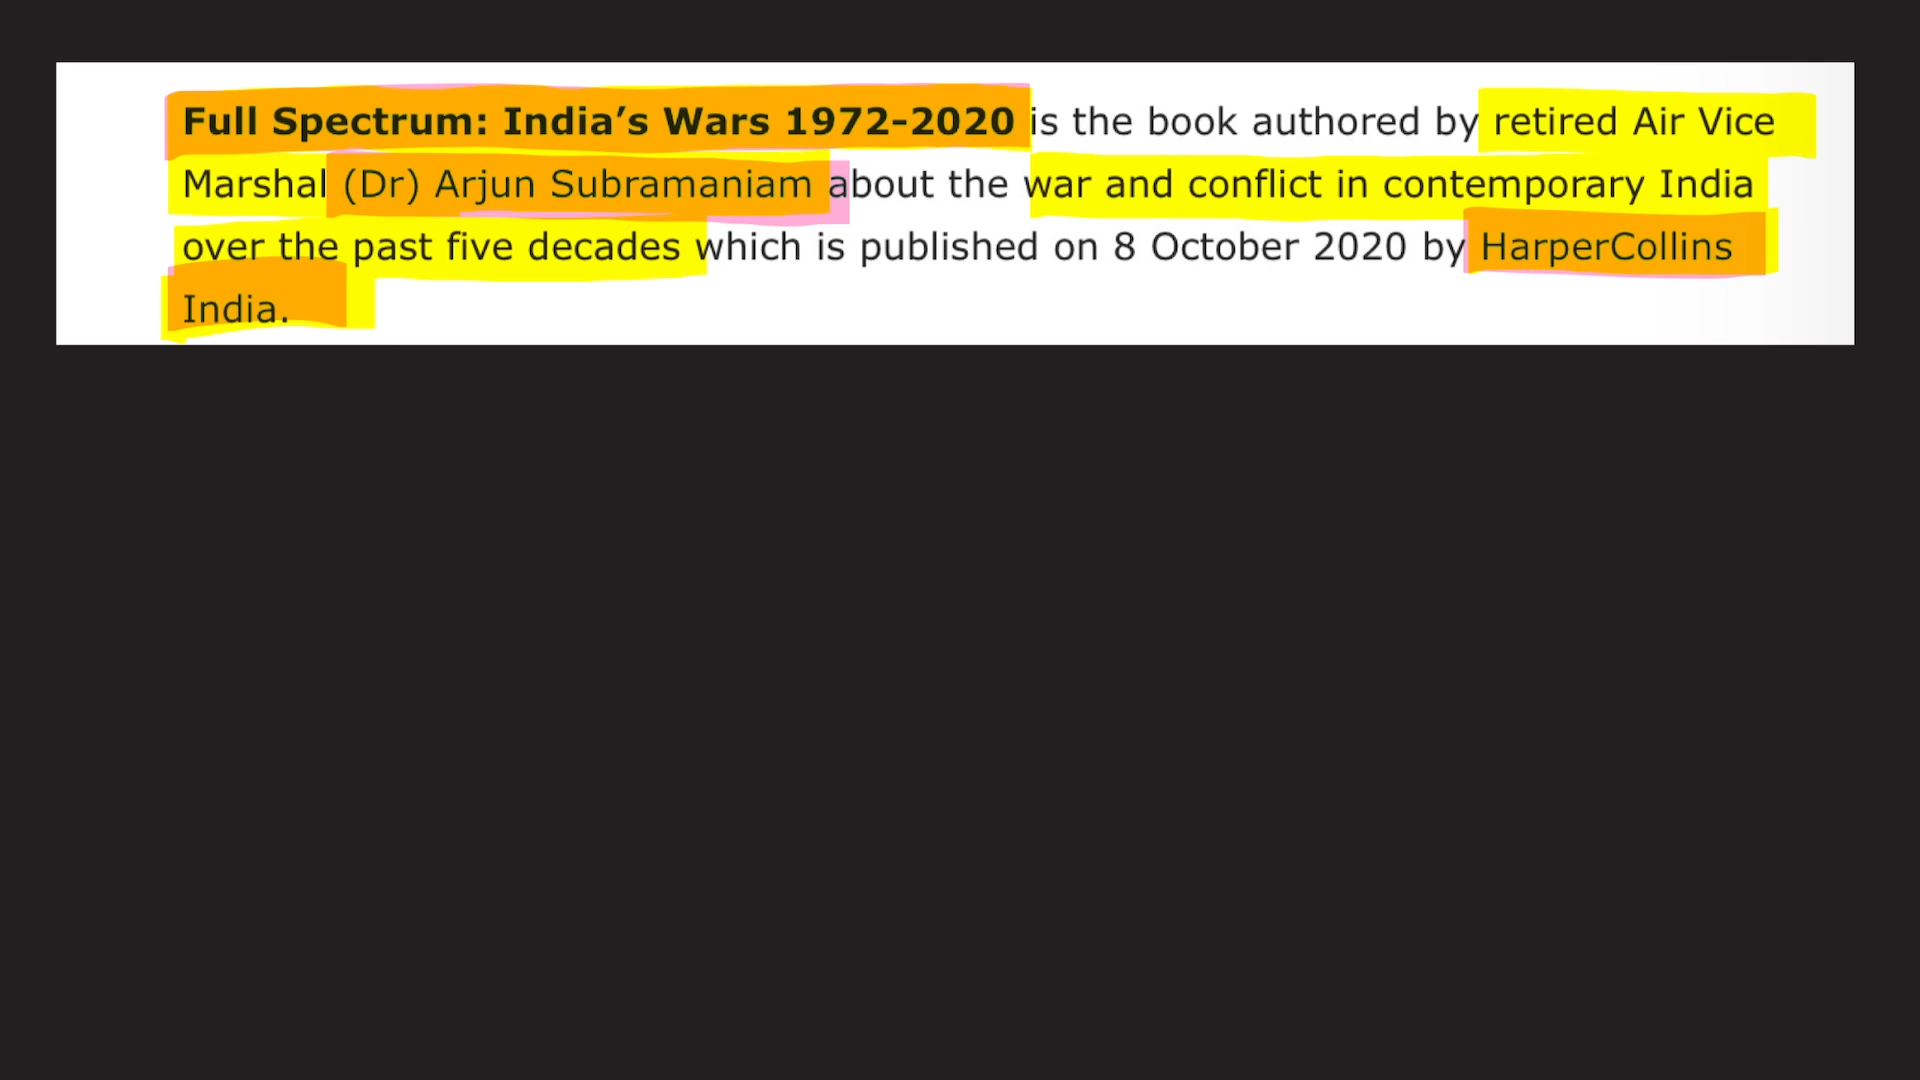 Full Spectrum: India’s Wars 1972-2020 is the book authored by retired Air Vice
Marshal (Dr) Arjun Subramaniam about the war and conflict in contemporary India
over the past five decades which is published on 8 October 2020 by HarperCollins
India.